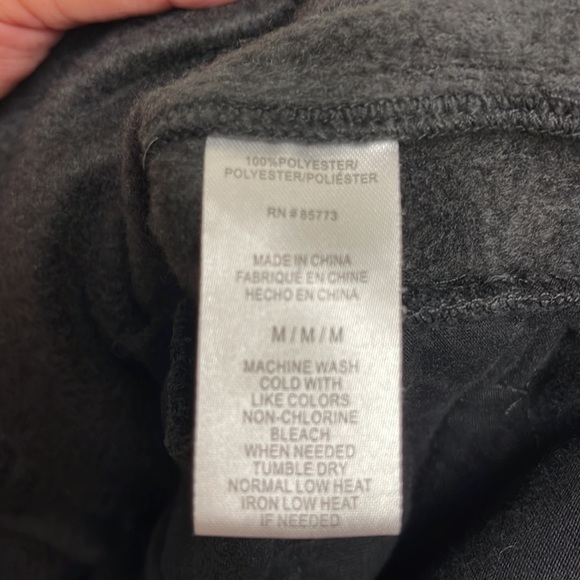 100%POLYESTER/
POLYESTER/POLIÉSTER
RN # 85773
MADE IN CHINA
FABRIQUÉ EN CHINE
HECHO EN CHINA
M / M / M
MACHINE WASH
COLD WITH
LIKE COLORS
NON-CHLORINE
BLEACH
WHEN NEEDED
TUMBLE DRY
NORMAL LOW HEAT
IRON LOW HEAT
IF NEEDED